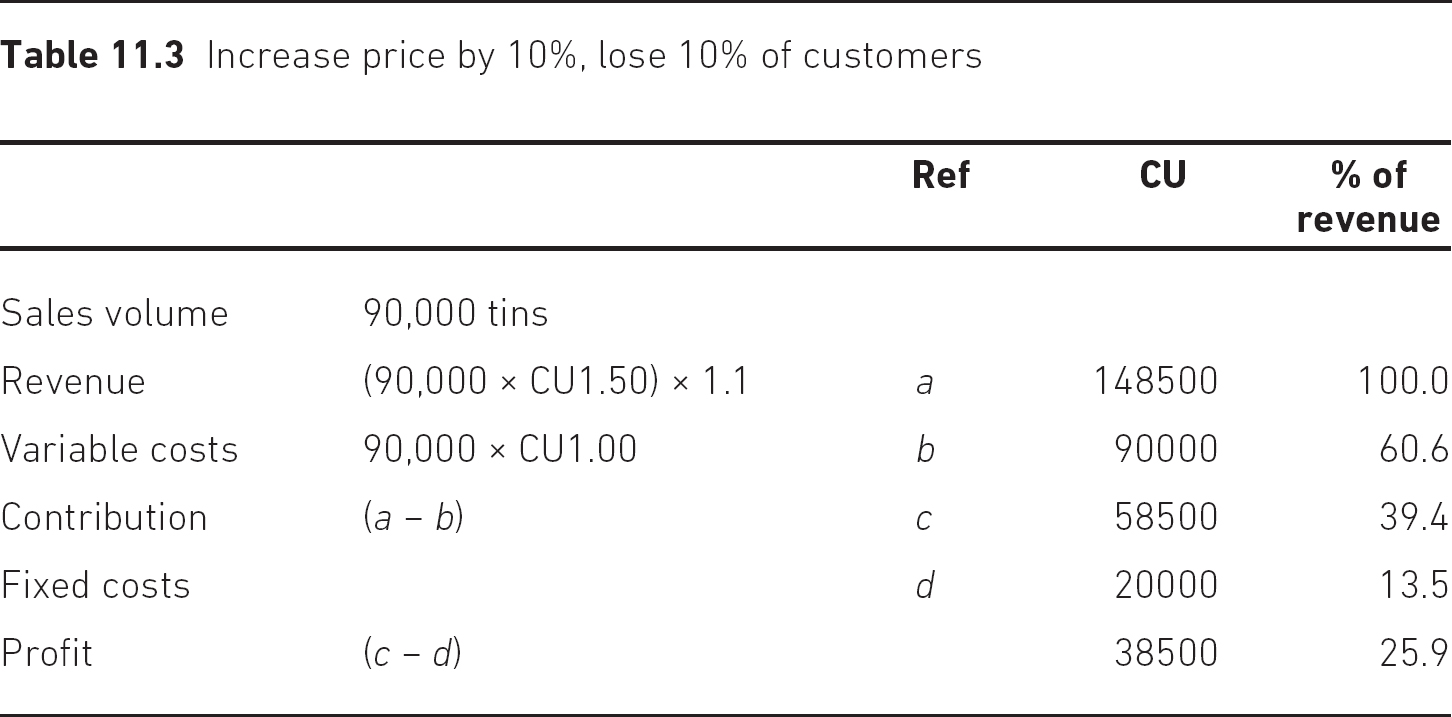 Table 11.3 Increase price by 10%, lose 10% of customers
Ref CU % of
revenue
Sales volume 90,000 tins
Revenue (90,000 × CU1.50) × 1.1 a 148500 100.0
Variable costs 90,000 × CU1.00 b 90000 60.6
Contribution (a – b) c 58500 39.4
Fixed costs d 20000 13.5
Profit (c – d) 38500 25.9